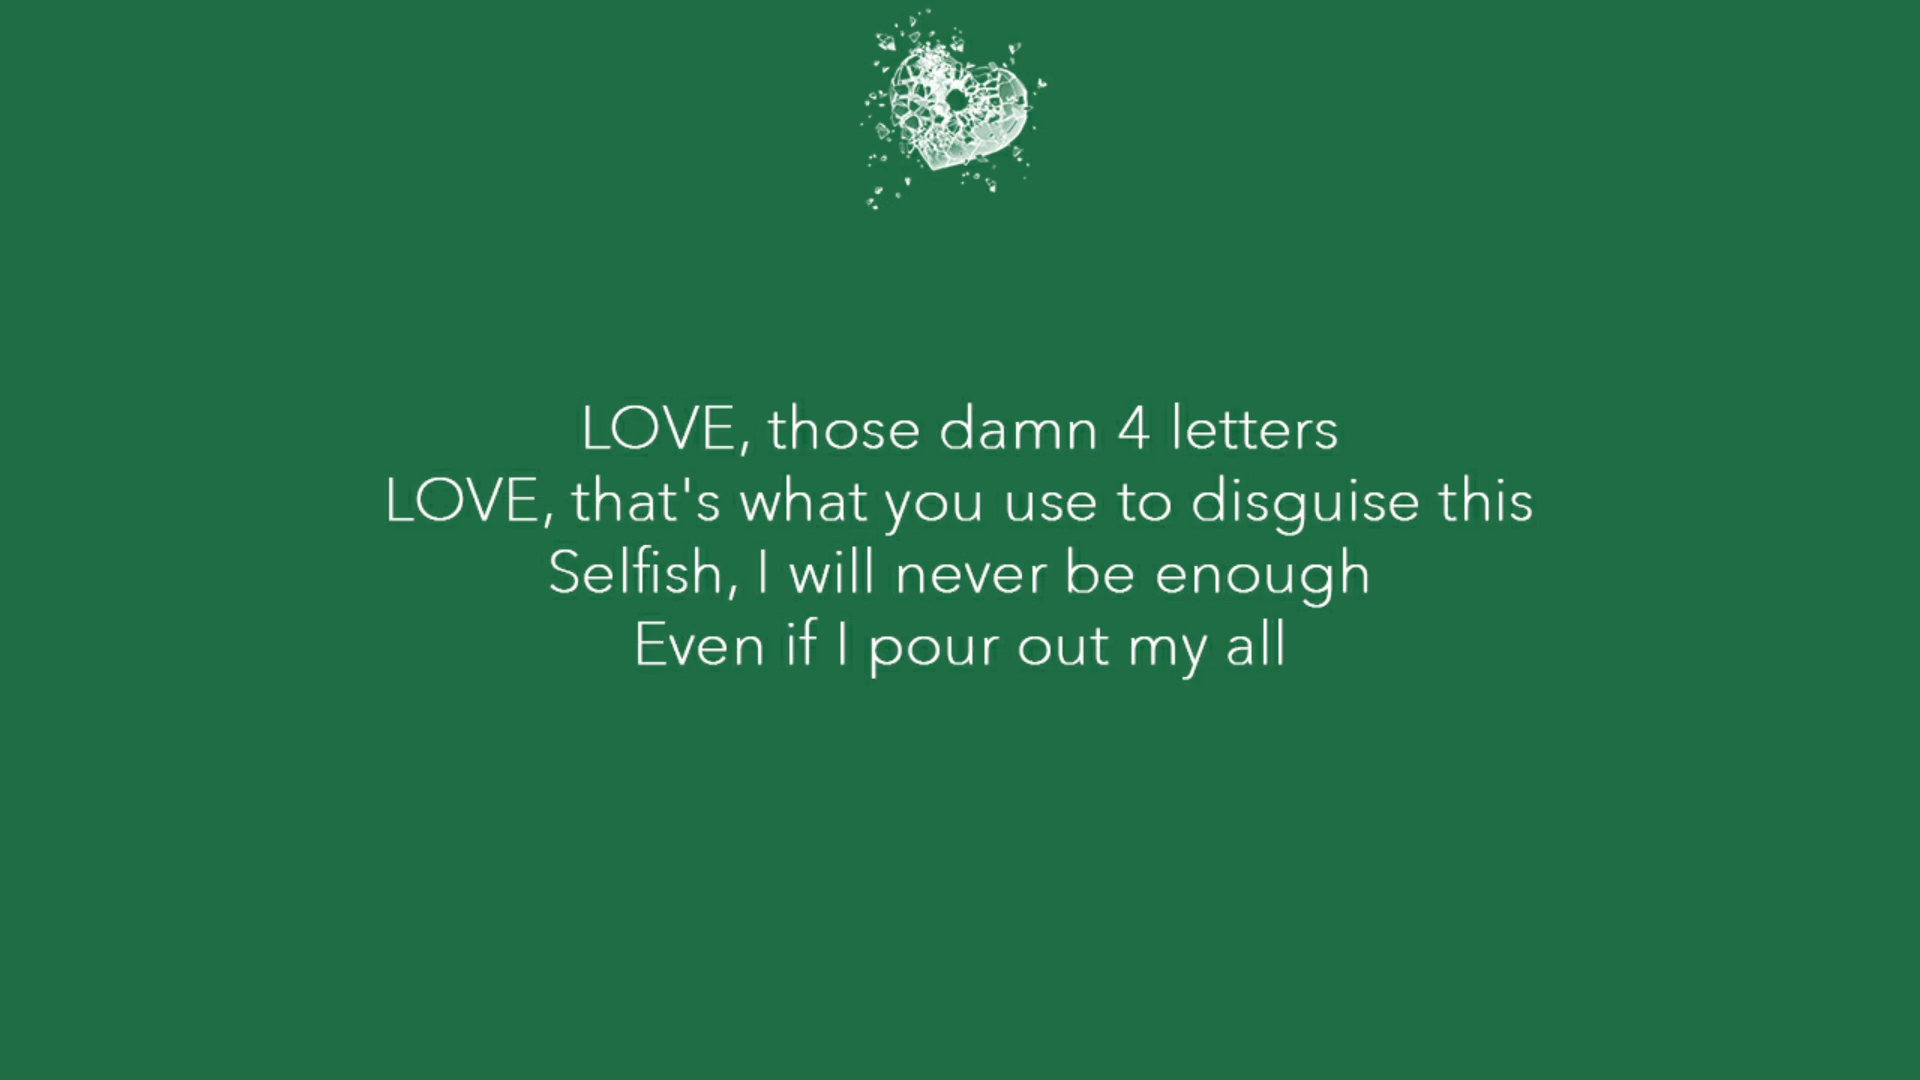 LOVE, those damn 4 letters
LOVE, that's what you use to disguise this
Selfish, I will never be enough
Even if I pour out my all